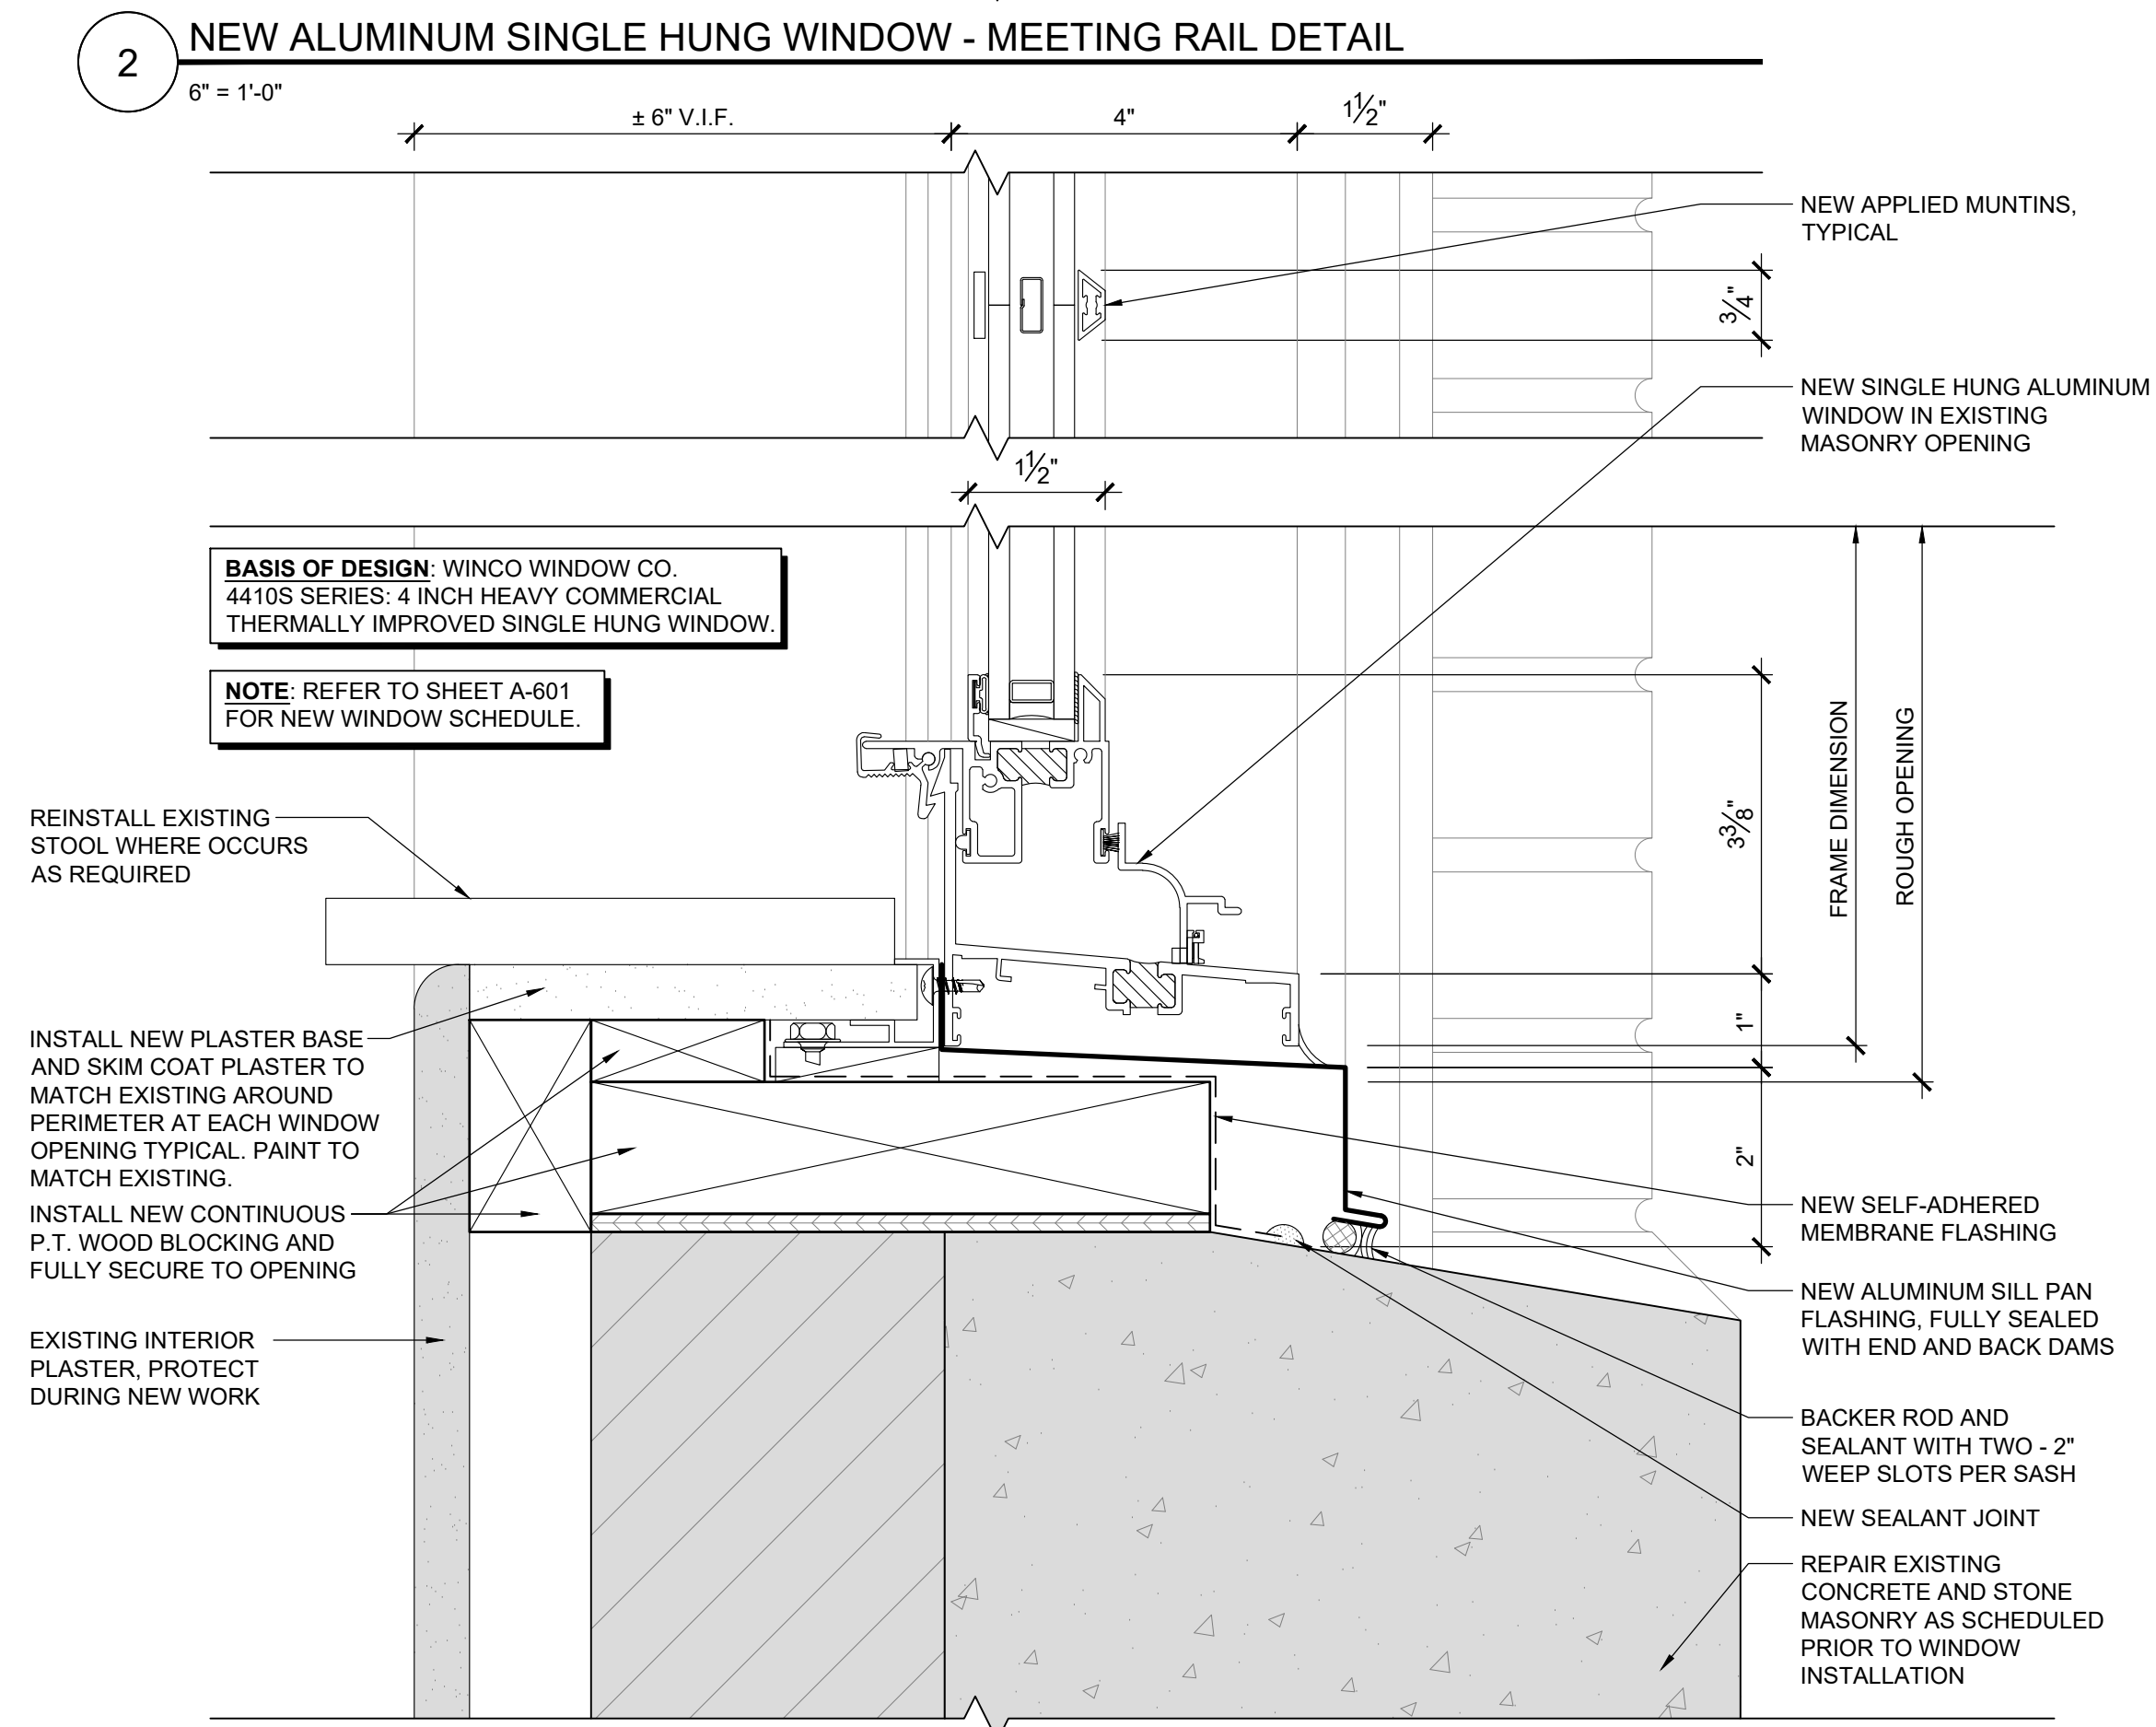 2
NEW ALUMINUM SINGLE HUNG WINDOW - MEETING RAIL DETAIL
6" = 1'-0"
± 6" V.I.F.
4"
1 1/2"
NEW APPLIED MUNTINS,
TYPICAL
3/4"
NEW SINGLE HUNG ALUMINUM
WINDOW IN EXISTING
MASONRY OPENING
1 1/2"
BASIS OF DESIGN: WINCO WINDOW CO.
4410S SERIES: 4 INCH HEAVY COMMERCIAL
THERMALLY IMPROVED SINGLE HUNG WINDOW.
NOTE: REFER TO SHEET A-601
FOR NEW WINDOW SCHEDULE.
FRAME DIMENSION
ROUGH OPENING
3 3/8"
1"
2"
REINSTALL EXISTING
STOOL WHERE OCCURS
AS REQUIRED
INSTALL NEW PLASTER BASE
AND SKIM COAT PLASTER TO
MATCH EXISTING AROUND
PERIMETER AT EACH WINDOW
OPENING TYPICAL. PAINT TO
MATCH EXISTING.
INSTALL NEW CONTINUOUS
P.T. WOOD BLOCKING AND
FULLY SECURE TO OPENING
EXISTING INTERIOR
PLASTER, PROTECT
DURING NEW WORK
NEW SELF-ADHERED
MEMBRANE FLASHING
NEW ALUMINUM SILL PAN
FLASHING, FULLY SEALED
WITH END AND BACK DAMS
BACKER ROD AND
SEALANT WITH TWO - 2"
WEEP SLOTS PER SASH
NEW SEALANT JOINT
REPAIR EXISTING
CONCRETE AND STONE
MASONRY AS SCHEDULED
PRIOR TO WINDOW
INSTALLATION